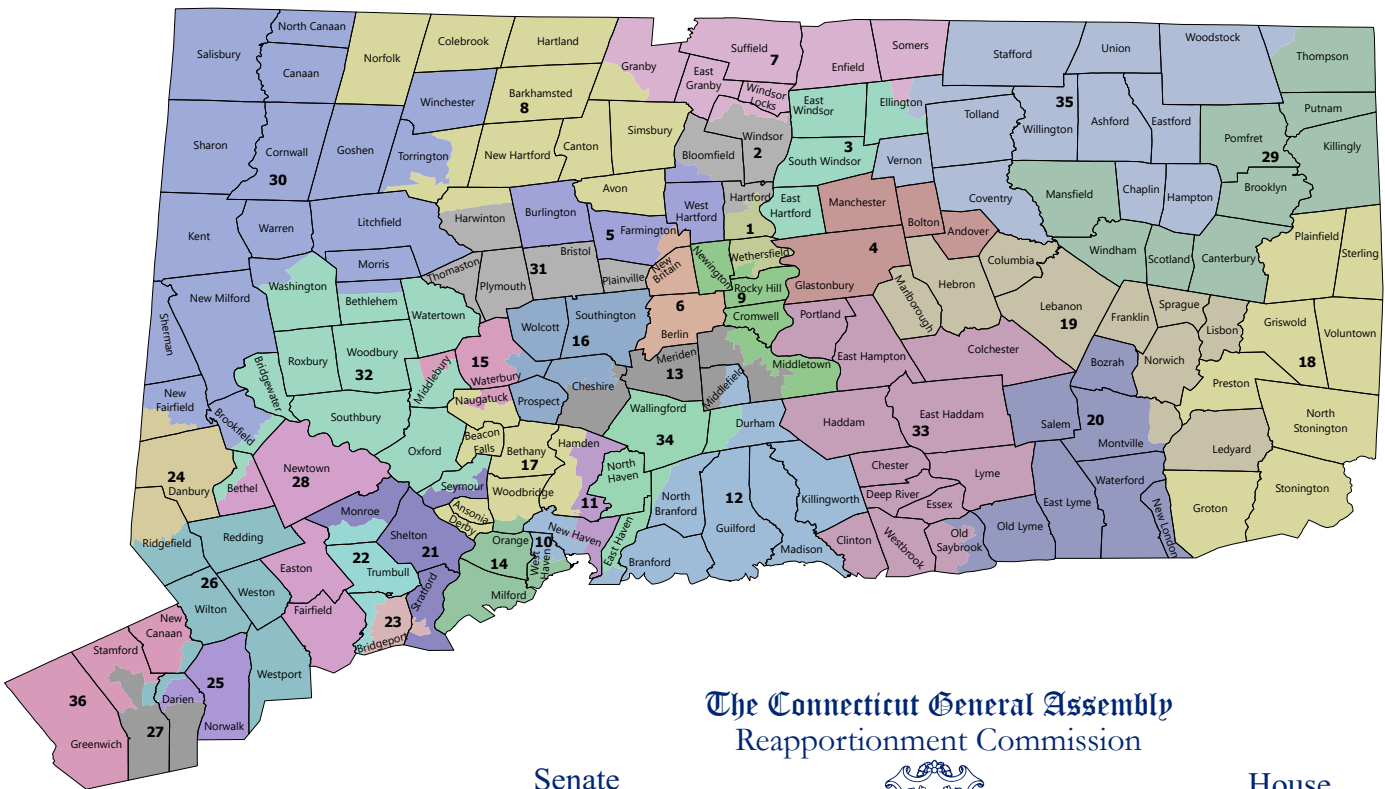 North Canaan
Salisbury
Canaan
Norfolk
Colebrook
Hartland
Granby
Suffield
7
East
Granby
Windsor
Locks
Enfield
Somers
Stafford
Union
Woodstock
Thompson
Winchester
Barkhamsted
8
East
Windsor
Ellington
35
Willington
Tolland
Ashford
Eastford
Putnam
Pomfret
29
Killingly
Sharon
Cornwall
30
Goshen
Torrington
New Hartford
Canton
Simsbury
Bloomfield
Windsor
2
3
South Windsor
Vernon
Coventry
Mansfield
Chaplin
Hampton
Brooklyn
Kent
Warren
Litchfield
Harwinton
Burlington
Avon
5
Farmington
West
Hartford
Hartford
1
East
Hartford
Manchester
Bolton
Andover
4
Columbia
Windham
Scotland
Canterbury
Plainfield
Sterling
Morris
Washington
Bethlehem
Watertown
Thomaston
Plymouth
31
Bristol
Plainville
New
Britain
Newington
Wethersfield
Rocky Hill
9
Cromwell
Glastonbury
Marlborough
Hebron
Lebanon
19
Franklin
Sprague
Lisbon
Griswold
Voluntown
18
New Milford
Sherman
Roxbury
Woodbury
32
Bridgewater
Middlebury
15
Waterbury
Wolcott
Southington
16
6
Berlin
Meriden
13
Middlefield
Middletown
Portland
East Hampton
Colchester
Bozrah
Norwich
Preston
North
Stonington
New
Fairfield
Brookfield
Southbury
Naugatuck
Prospect
Cheshire
Wallingford
34
Durham
Haddam
East Haddam
33
Salem
20
Montville
Ledyard
24
Danbury
Bethel
Newtown
28
Oxford
Beacon
Falls
Bethany
17
Hamden
North
Haven
North
Branford
12
Guilford
Killingworth
Chester
Deep River
Essex
Lyme
East Lyme
Waterford
New London
Groton
Stonington
Ridgefield
Redding
Monroe
Seymour
Woodbridge
Ansonia
Derby
11
Shelton
21
Orange
14
10
West
Haven
New Haven
East Haven
Branford
Madison
Clinton
Westbrook
Old
Saybrook
Old Lyme
26
Wilton
Weston
Easton
22
Trumbull
Stratford
Milford
Fairfield
23
Bridgeport
New
Canaan
Stamford
Westport
25
Darien
Norwalk
36
Greenwich
27
The Connecticut General Assembly
Reapportionment Commission
Senate
House